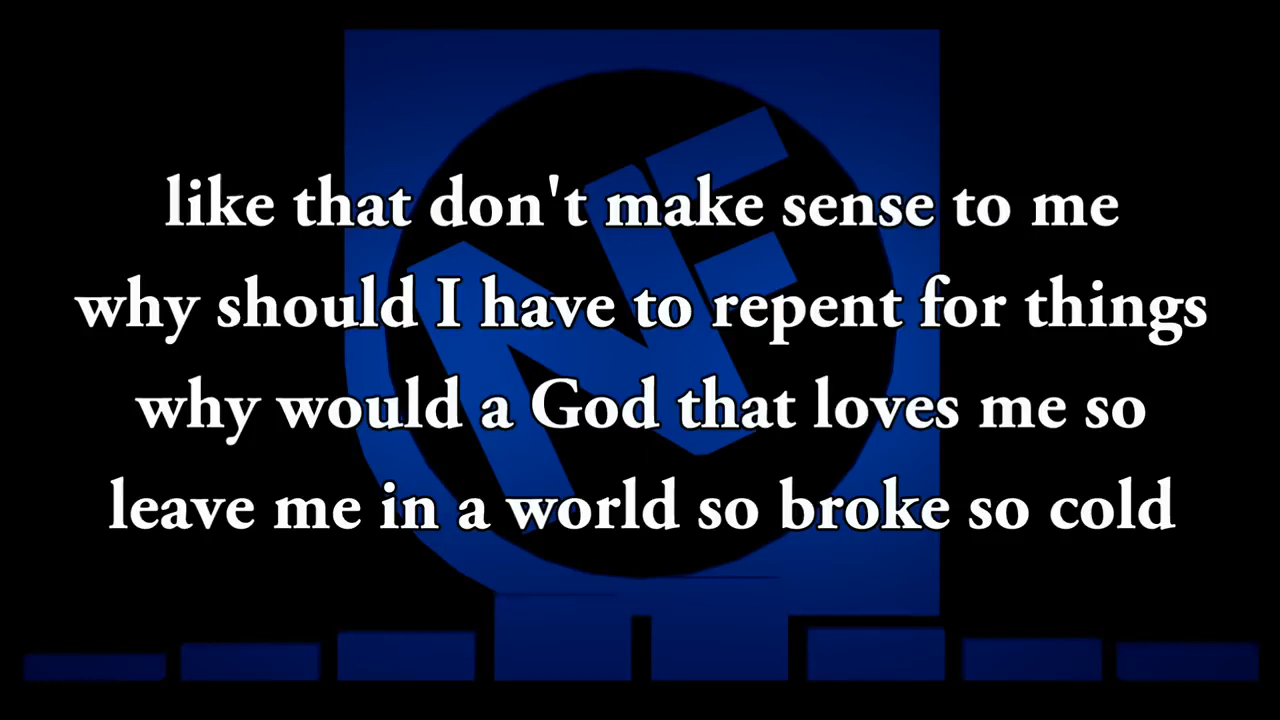 NF
like that don't make sense to me
why should I have to repent for things
why would a God that loves me so
leave me in a world so broke so cold